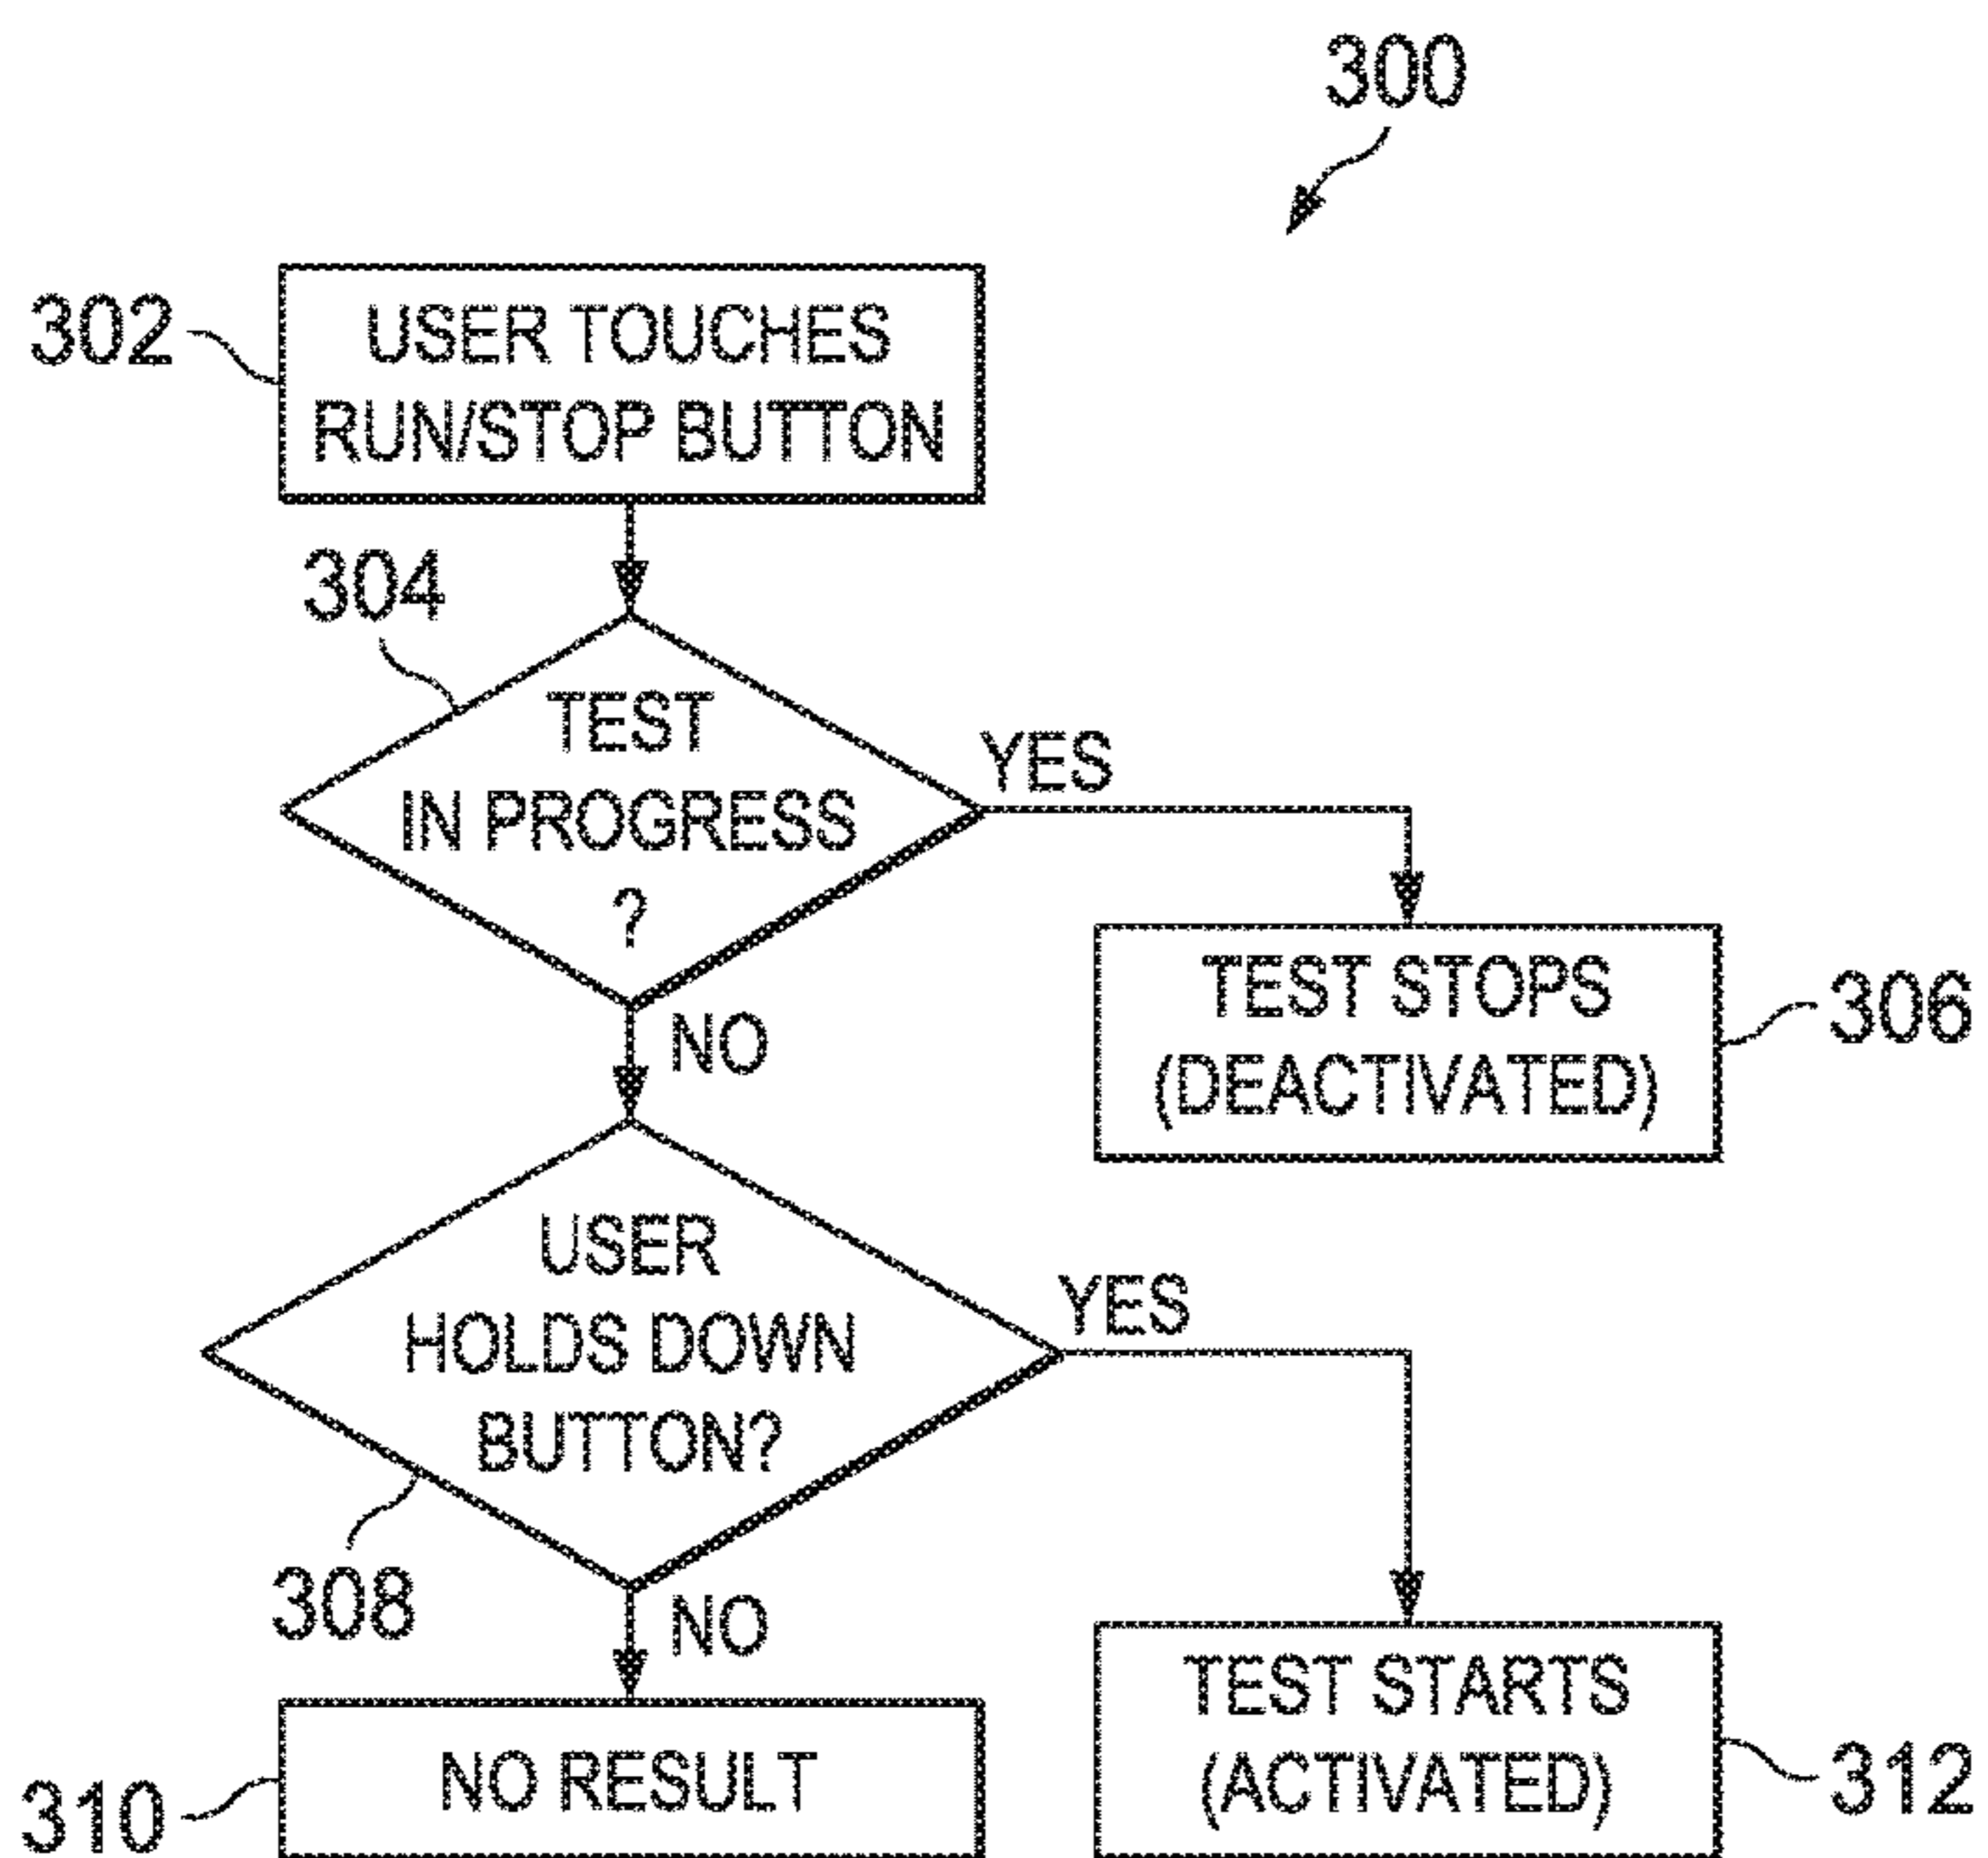 300
302
USER TOUCHES
RUN/STOP BUTTON
304
TEST
IN PROGRESS
?
YES
NO
TEST STOPS
(DEACTIVATED)
306
USER
HOLDS DOWN
BUTTON?
YES
308
NO
310
NO RESULT
TEST STARTS
(ACTIVATED)
312